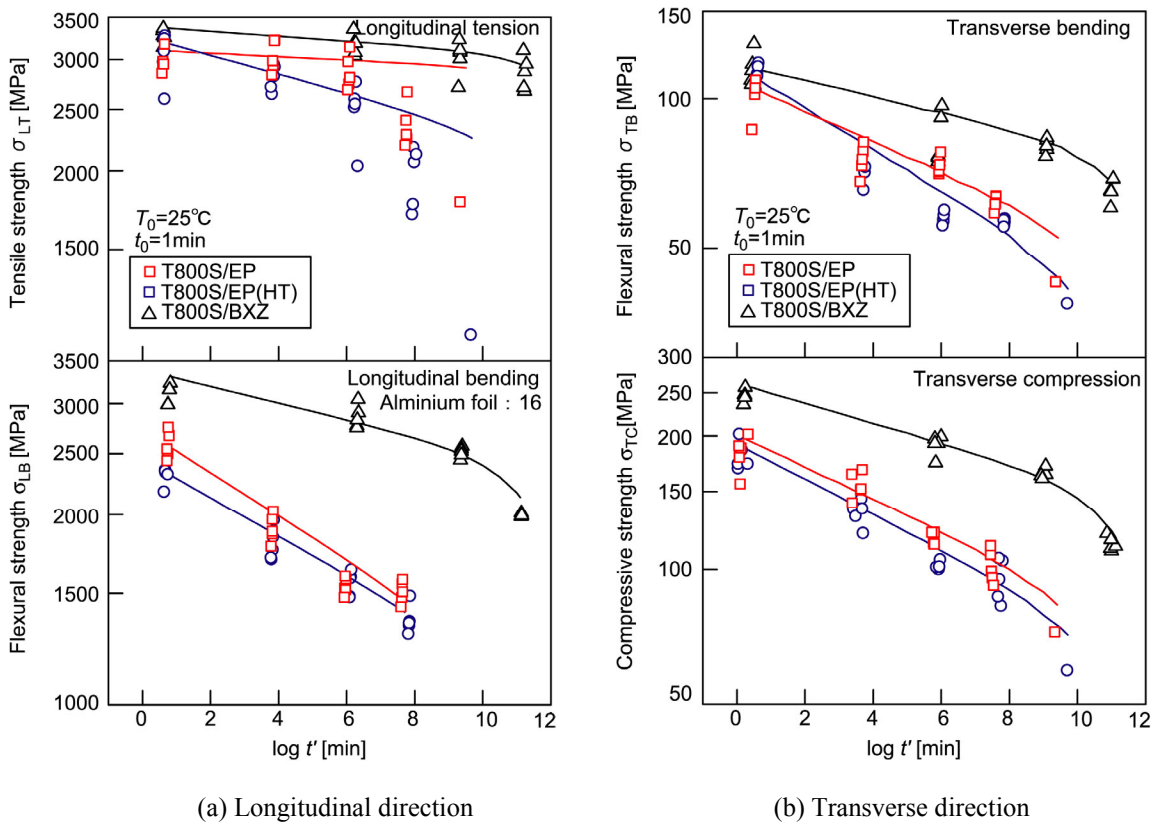 3500
3000
2500
2000
1500
Tensile strength σLT [MPa]
Longitudinal tension
T0=25℃
t0=1min
T800S/EP
T800S/EP(HT)
T800S/BXZ
3500
3000
2500
2000
1500
1000
Flexural strength σLB [MPa]
Longitudinal bending
Alminium foil : 16
0 2 4 6 8 10 12
log t' [min]
(a) Longitudinal direction
150
100
50
Flexural strength σTB [MPa]
Transverse bending
T0=25℃
t0=1min
T800S/EP
T800S/EP(HT)
T800S/BXZ
300
250
200
150
100
50
Compressive strength σTC[MPa]
Transverse compression
0 2 4 6 8 10 12
log t' [min]
(b) Transverse direction